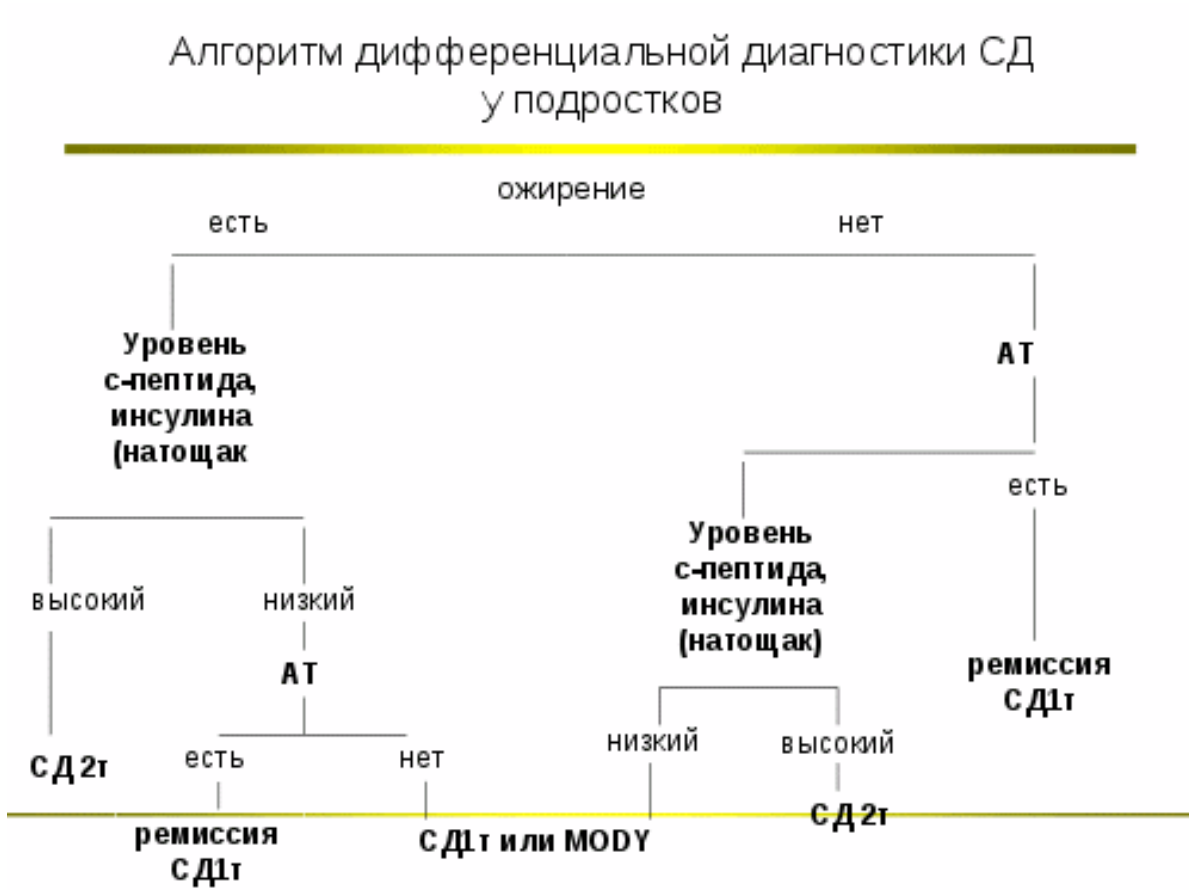 Алгоритм дифференциальной диагностики СД
у подростков
ожирение
есть
нет
Уровень
с-пептида,
инсулина
(натощак
АТ
есть
Уровень
с-пептида,
инсулина
(натощак)
высокий
низкий
АТ
ремиссия
СД1т
низкий
высокий
СД 2т
есть
нет
СД 2т
ремиссия
СД1т
СД1т или MODY